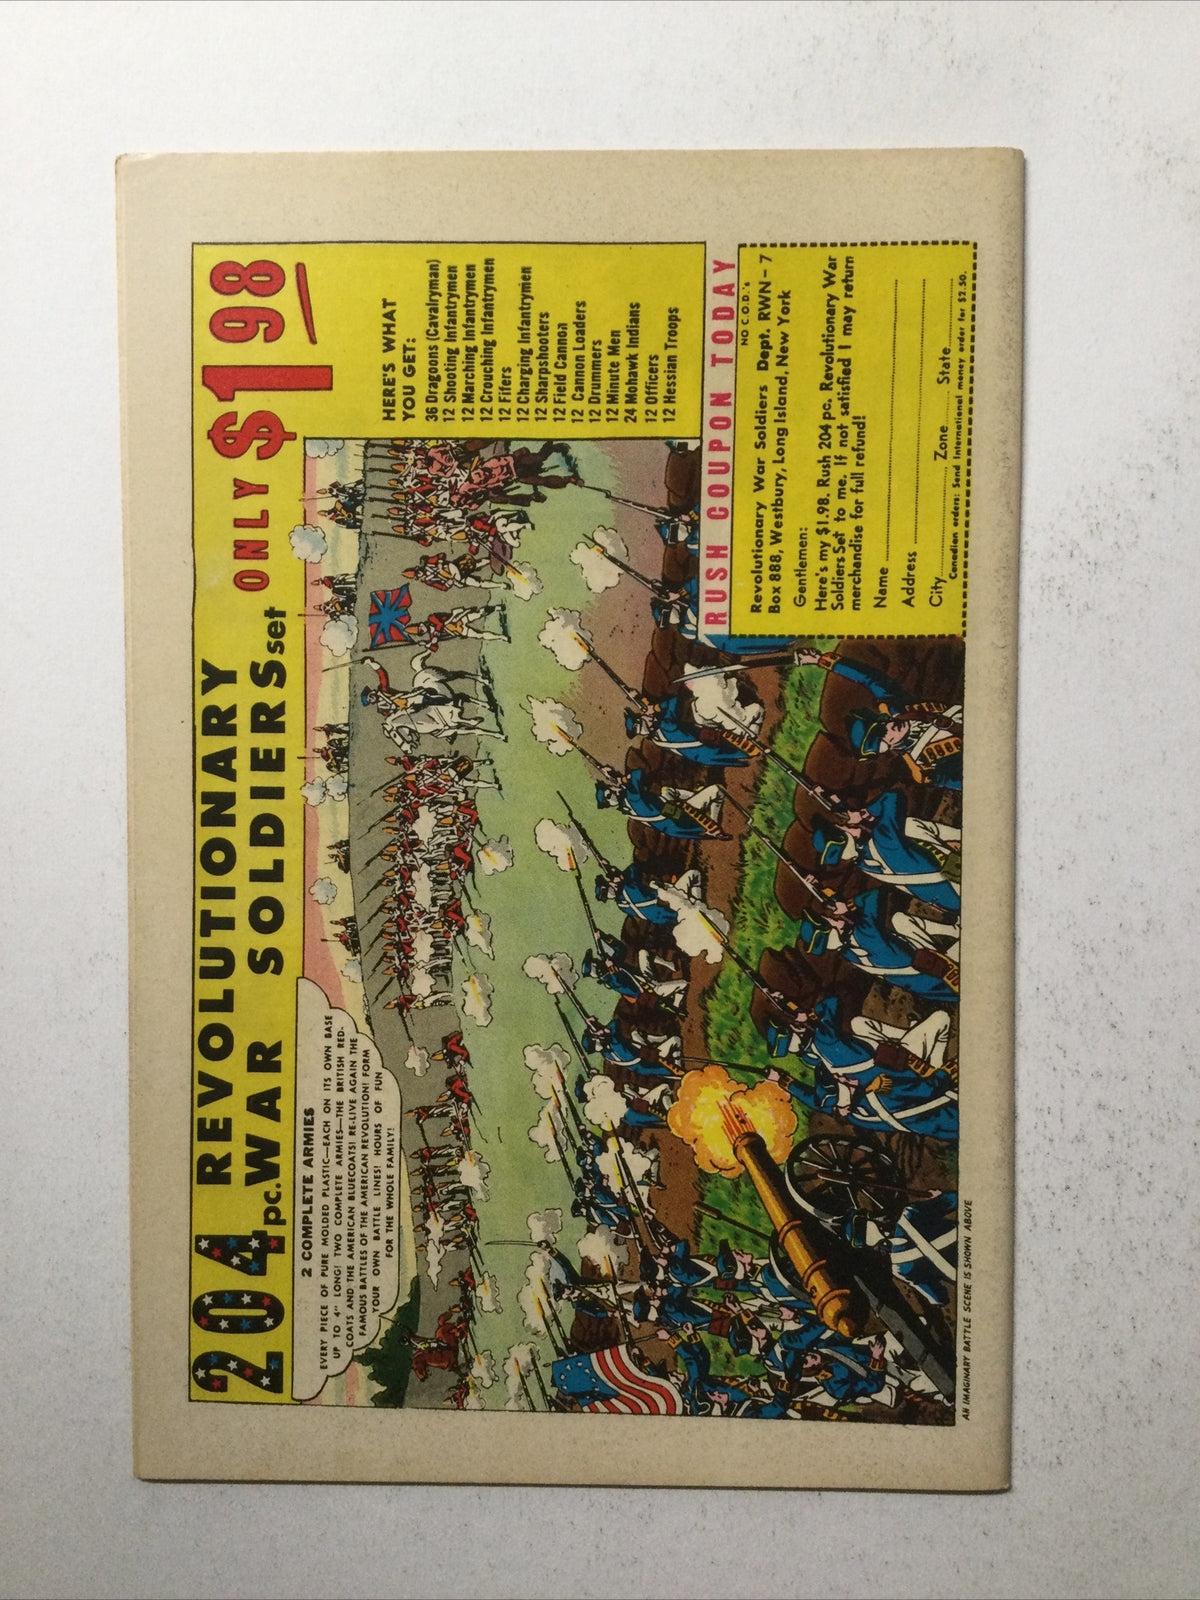 204 REVOLUTIONARY
pc. WAR SOLDIERS set
ONLY $1 98
2 COMPLETE ARMIES
EVERY PIECE OF PURE MOLDED PLASTIC—EACH ON ITS OWN BASE
UP TO 4" LONG! TWO COMPLETE ARMIES—THE BRITISH RED-
COATS AND THE AMERICAN BLUECOATS! RE-LIVE AGAIN THE
FAMOUS BATTLES OF THE AMERICAN REVOLUTION! FORM
YOUR OWN BATTLE LINES! HOURS OF FUN
FOR THE WHOLE FAMILY!
HERE'S WHAT
YOU GET:
36 Dragoons (Cavalryman)
12 Shooting Infantrymen
12 Marching Infantrymen
12 Crouching Infantrymen
12 Fifers
12 Charging Infantrymen
12 Sharpshooters
12 Field Cannon
12 Cannon Loaders
12 Drummers
12 Minute Men
24 Mohawk Indians
12 Officers
12 Hessian Troops
RUSH COUPON TODAY
NO C.O.D.'s
Revolutionary War Soldiers Dept. RWN-7
Box 888, Westbury, Long Island, New York
Gentlemen:
Here's my $1.98. Rush 204 pc. Revolutionary War
Soldiers Set to me. If not satisfied I may return
merchandise for full refund!
Name
Address
City Zone State
Canadian orders: Send International money order for $2.50.
AN IMAGINARY BATTLE SCENE IS SHOWN ABOVE